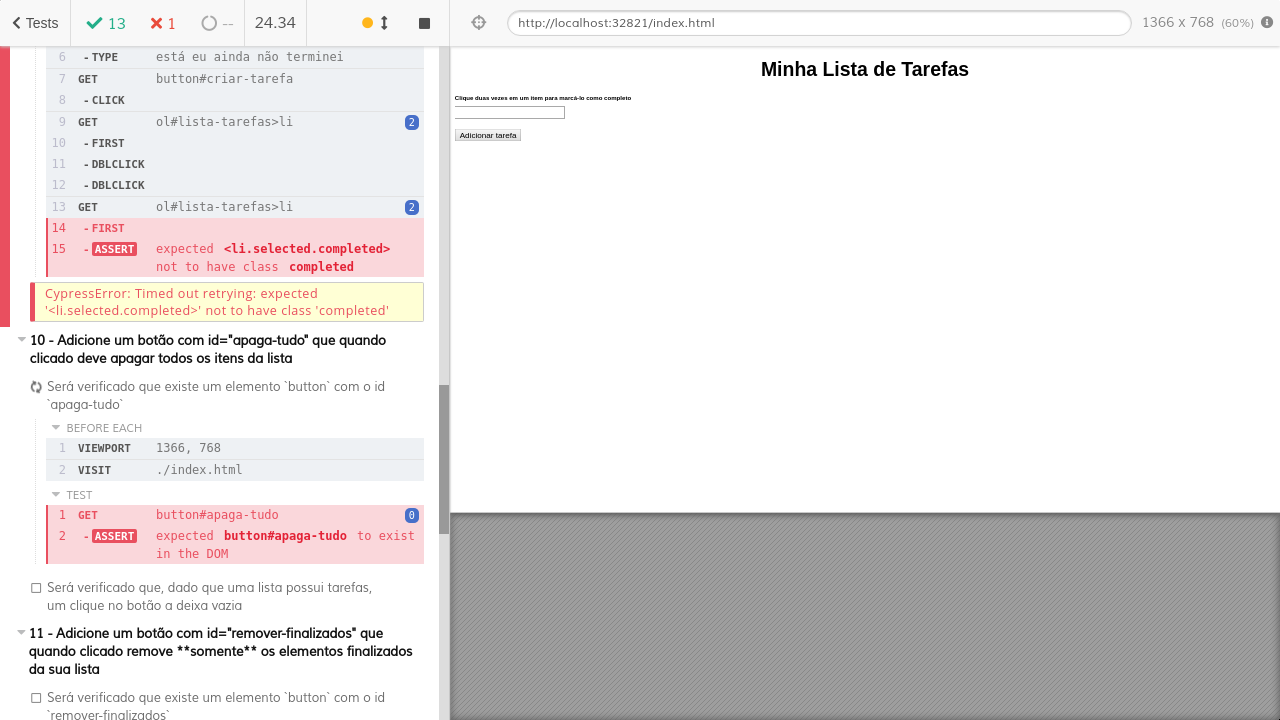 Tests 13 1 -- 24.34
http://localhost:32821/index.html 1366 x 768 (60%)
6 - TYPE está eu ainda não terminei
7 GET button#criar-tarefa
8 - CLICK
9 GET ol#lista-tarefas>li 2
10 - FIRST
11 - DBLCLICK
12 - DBLCLICK
13 GET ol#lista-tarefas>li 2
14 - FIRST
15 - ASSERT expected <li.selected.completed>
not to have class completed
CypressError: Timed out retrying: expected
'<li.selected.completed>' not to have class 'completed'
10 - Adicione um botão com id="apaga-tudo" que quando
clicado deve apagar todos os itens da lista
Será verificado que existe um elemento `button` com o id
`apaga-tudo`
BEFORE EACH
1 VIEWPORT 1366, 768
2 VISIT ./index.html
TEST
1 GET button#apaga-tudo 0
2 - ASSERT expected button#apaga-tudo to exist
in the DOM
Será verificado que, dado que uma lista possui tarefas,
um clique no botão a deixa vazia
11 - Adicione um botão com id="remover-finalizados" que
quando clicado remove **somente** os elementos finalizados
da sua lista
Será verificado que existe um elemento `button` com o id
`remover-finalizados`
Minha Lista de Tarefas
Clique duas vezes em um item para marcá-lo como completo
Adicionar tarefa